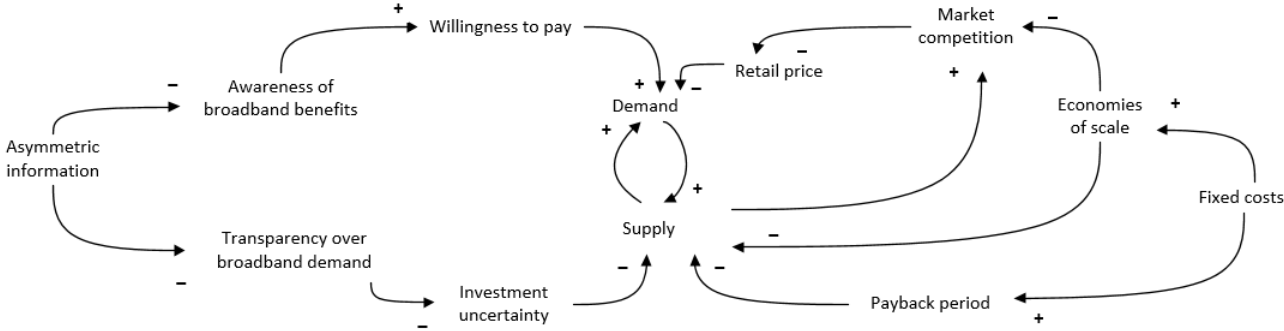 Market
competition
−
+
Willingness to pay
−
Retail price
+
−
Awareness of
broadband benefits
+
−
+
Demand
Economies
of scale
+
Asymmetric
information
+
+
Fixed costs
Supply
−
Transparency over
broadband demand
−
−
−
Investment
uncertainty
−
Payback period
+